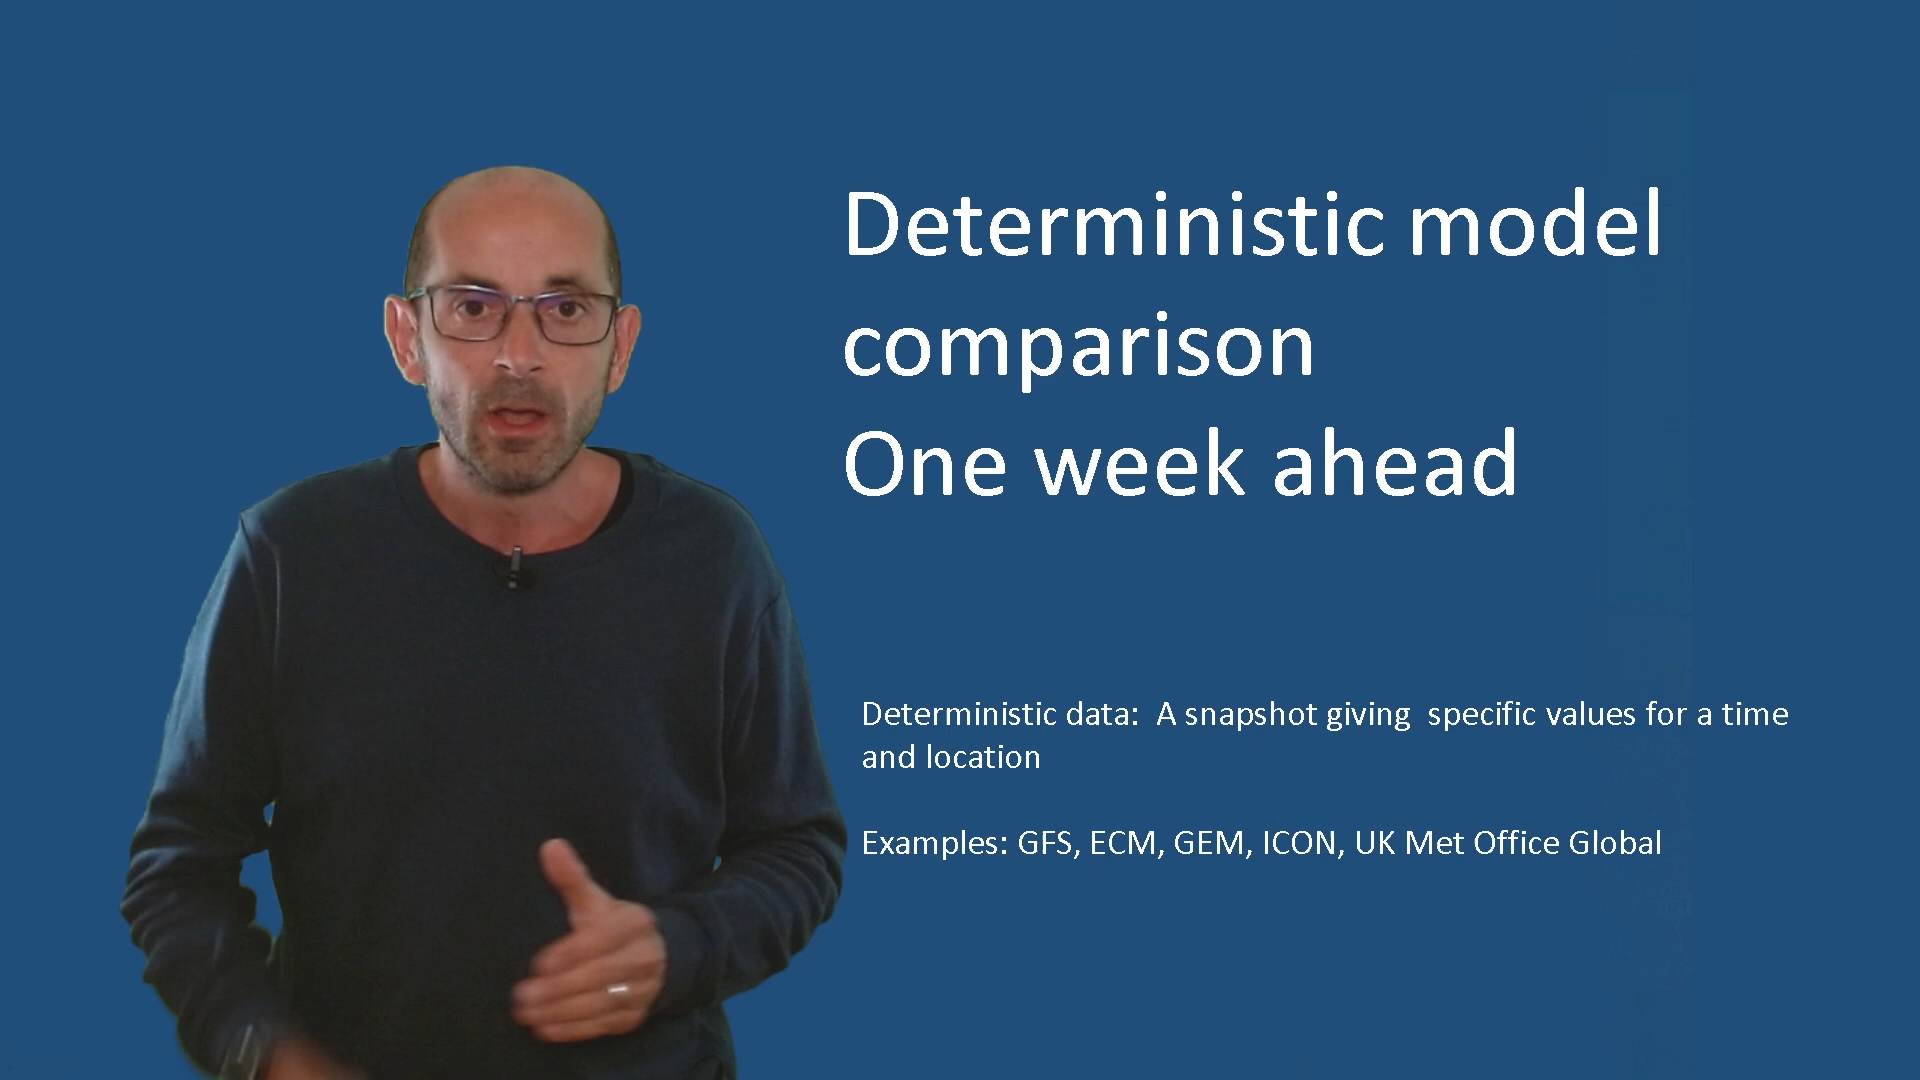 Deterministic model
comparison
One week ahead
Deterministic data:  A snapshot giving  specific values for a time
and location
Examples: GFS, ECM, GEM, ICON, UK Met Office Global